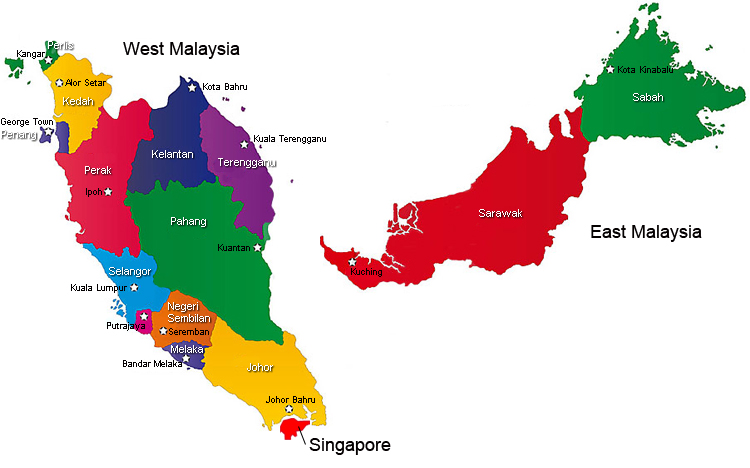 West Malaysia
Perlis
Kangar
Alor Setar
Kedah
Kota Bahru
George Town
Penang
Kuala Terengganu
Kelantan
Terengganu
Perak
Ipoh
Pahang
Kuantan
Selangor
Kuala Lumpur
Negeri
Sembilan
Putrajaya
Seremban
Melaka
Bandar Melaka
Johor
Johor Bahru
Singapore
Kota Kinabalu
Sabah
Sarawak
East Malaysia
Kuching